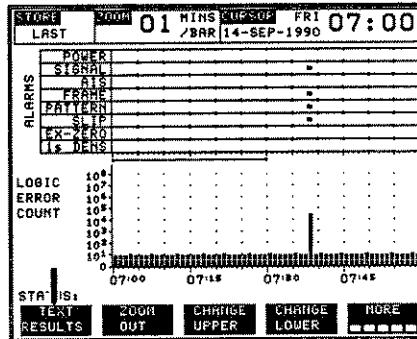 STORE ZOOM 01 MINS /BAR CURSOR FRI 07:00
LAST 14-SEP-1990
ALARMS
POWER
SIGNAL
AIS
FRAME
PATTERN
SLIP
EX-ZERO
1s DENS
LOGIC
ERROR
COUNT
10⁸
10⁷
10⁶
10⁵
10⁴
10³
10²
10¹
0
07:00 07:15 07:30 07:45
STATUS:
TEXT RESULTS
ZOOM OUT
CHANGE UPPER
CHANGE LOWER
MORE